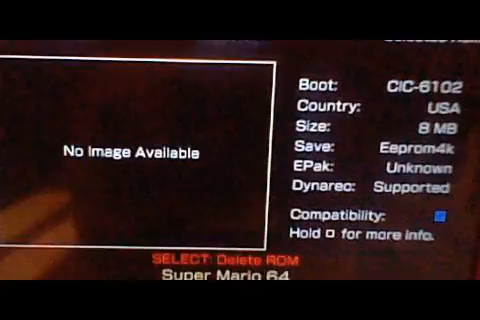 No Image Available
Boot: CIC-6102
Country: USA
Size: 8 MB
Save: Eeprom4k
EPak: Unknown
Dynarec: Supported
Compatibility:
Hold □ for more info.
SELECT: Delete ROM
Super Mario 64